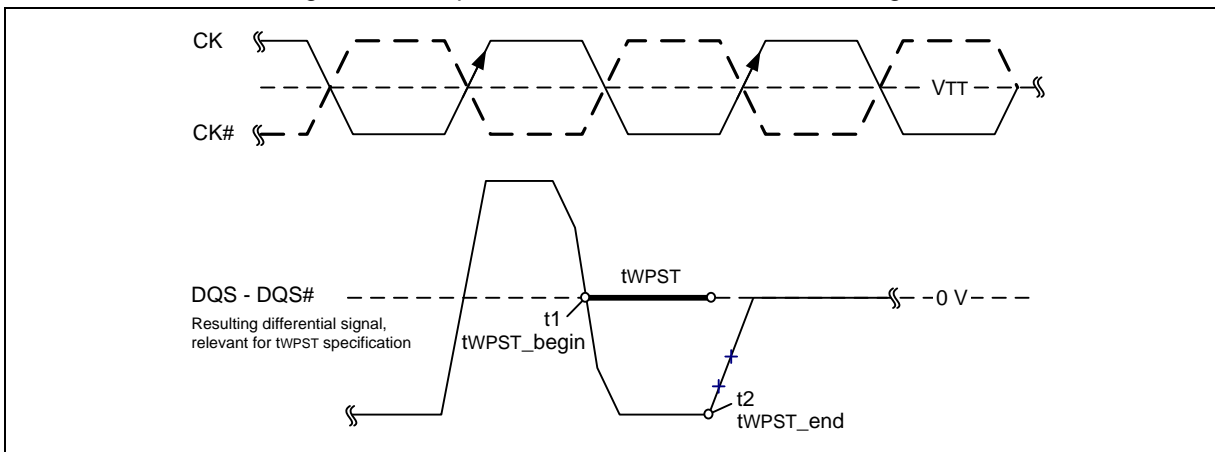 CK
VTT
CK#
tWPST
DQS - DQS#
0 V
Resulting differential signal,
relevant for tWPST specification
t1
tWPST_begin
t2
tWPST_end